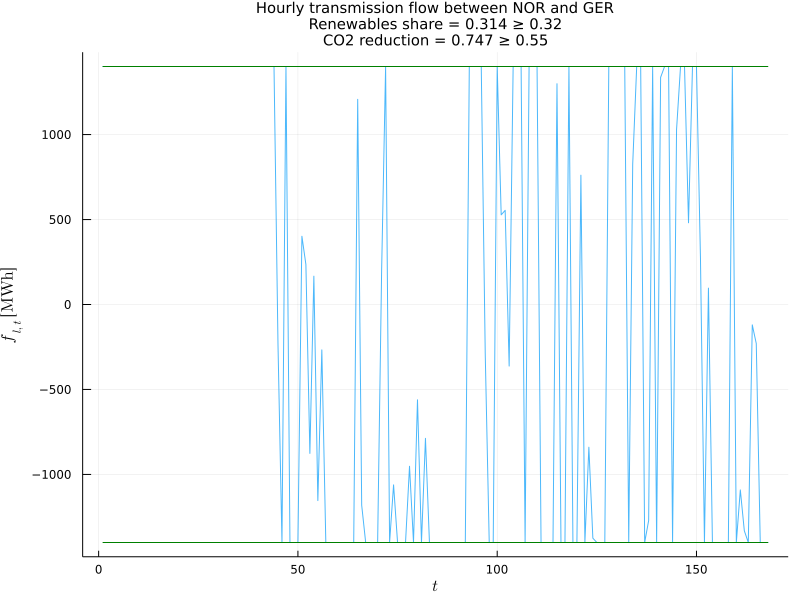 Hourly transmission flow between NOR and GER
Renewables share = 0.314 ≥ 0.32
CO2 reduction = 0.747 ≥ 0.55
1000
500
0
−500
−1000
f_{l,t} [MWh]
0
50
100
150
t